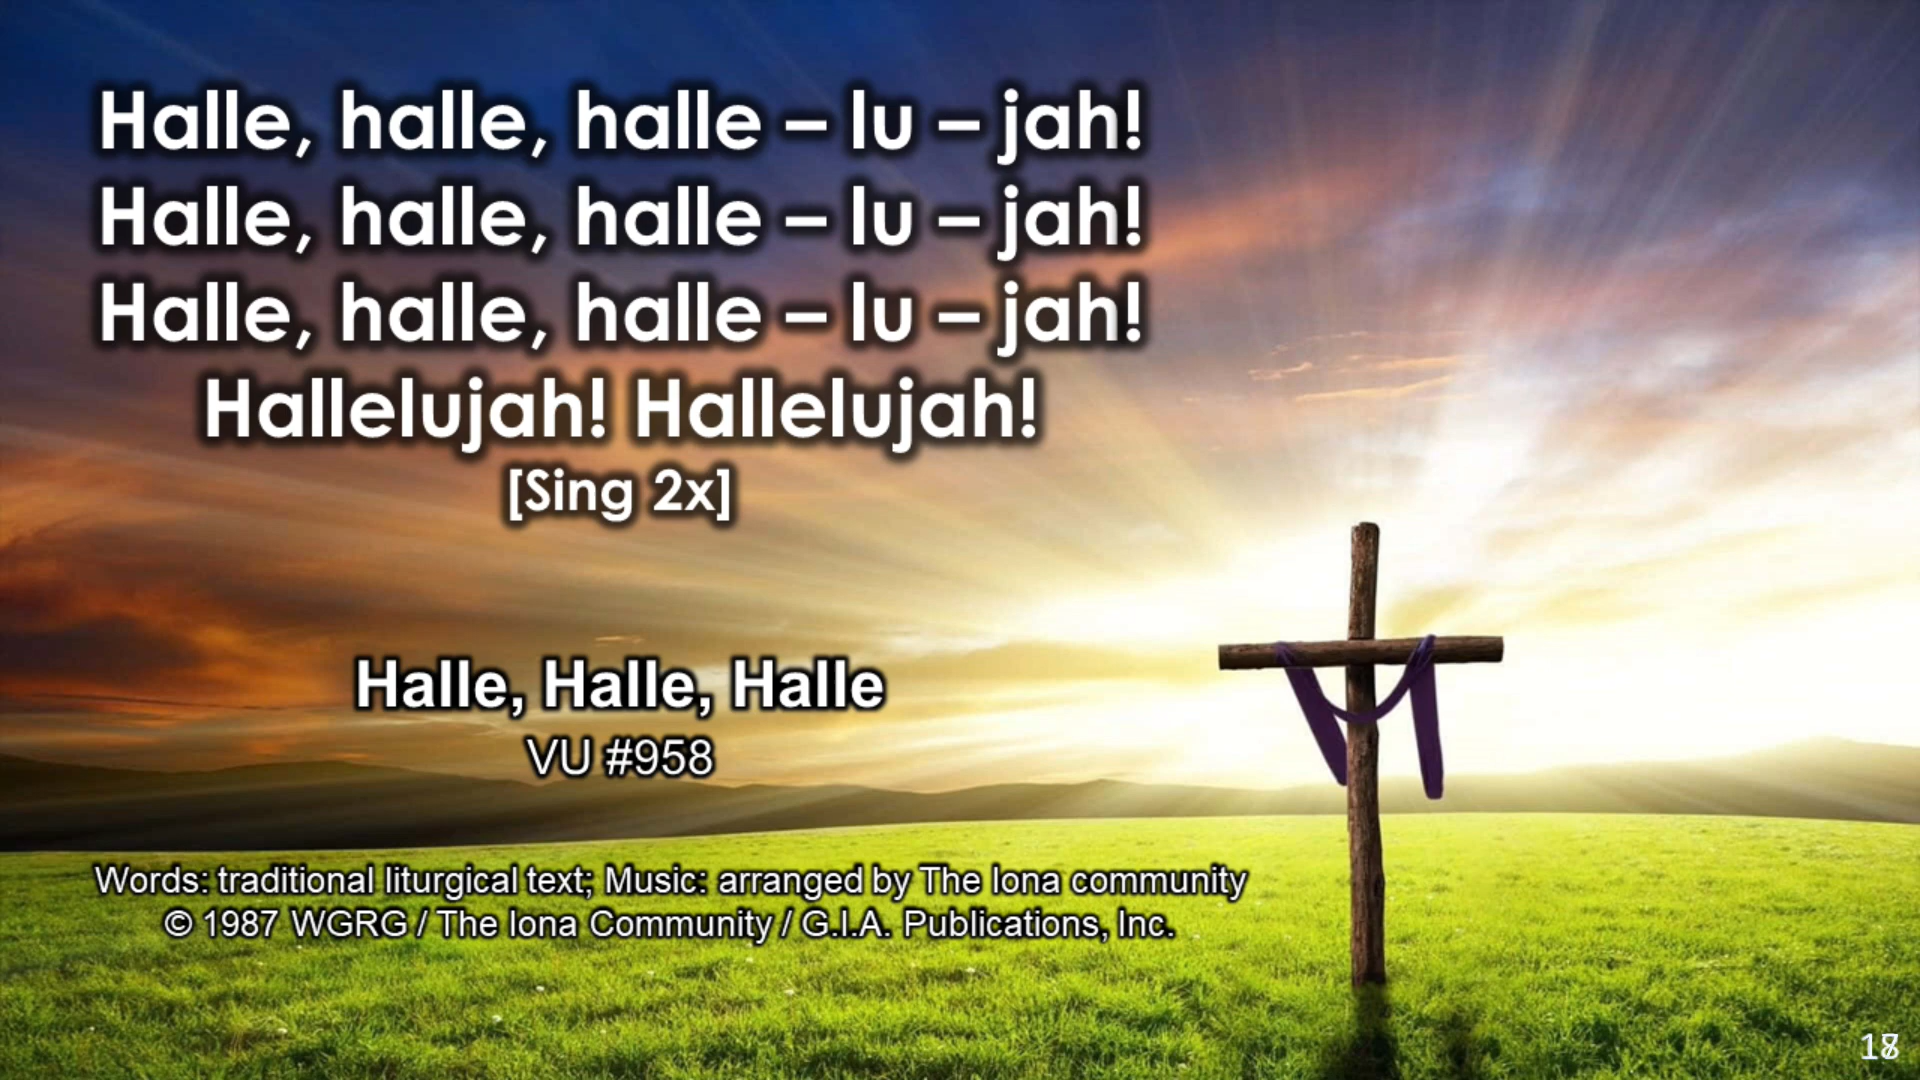 Halle, halle, halle – lu – jah!
Halle, halle, halle – lu – jah!
Halle, halle, halle – lu – jah!
Hallelujah! Hallelujah!
[Sing 2x]
Halle, Halle, Halle
VU #958
Words: traditional liturgical text; Music: arranged by The Iona community
© 1987 WGRG / The Iona Community / G.I.A. Publications, Inc.